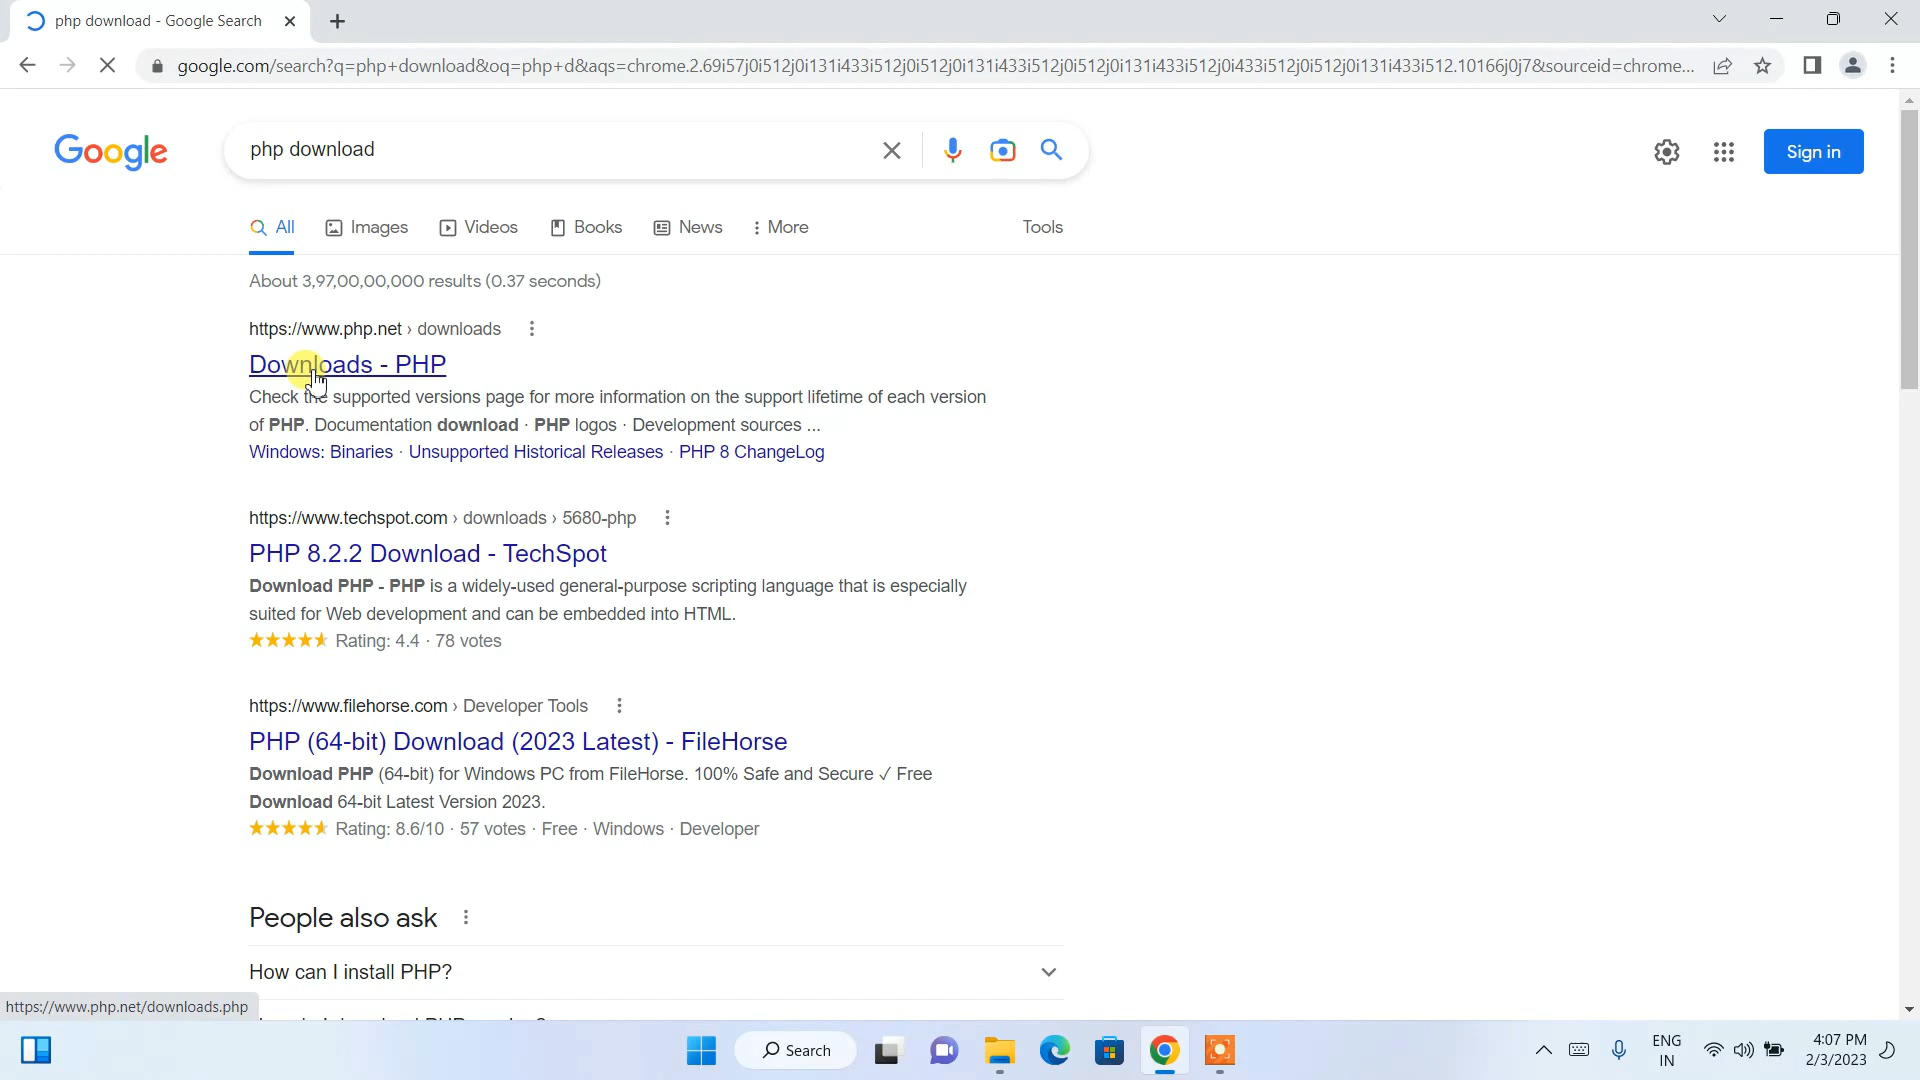 php download - Google Search
google.com/search?q=php+download&oq=php+d&aqs=chrome.2.69i57j0i512j0i131i433i512j0i512j0i131i433i512j0i512j0i131i433i512j0i433i512j0i512j0i131i433i512.10166j0j7&sourceid=chrome...
Google
php download
Sign in
All Images Videos Books News More Tools
About 3,97,00,00,000 results (0.37 seconds)
https://www.php.net › downloads
Downloads - PHP
Check the supported versions page for more information on the support lifetime of each version
of PHP. Documentation download · PHP logos · Development sources ...
Windows: Binaries · Unsupported Historical Releases · PHP 8 ChangeLog
https://www.techspot.com › downloads › 5680-php
PHP 8.2.2 Download - TechSpot
Download PHP - PHP is a widely-used general-purpose scripting language that is especially
suited for Web development and can be embedded into HTML.
Rating: 4.4 · 78 votes
https://www.filehorse.com › Developer Tools
PHP (64-bit) Download (2023 Latest) - FileHorse
Download PHP (64-bit) for Windows PC from FileHorse. 100% Safe and Secure ✓ Free
Download 64-bit Latest Version 2023.
Rating: 8.6/10 · 57 votes · Free · Windows · Developer
People also ask
How can I install PHP?
https://www.php.net/downloads.php
Search
ENG
IN
4:07 PM
2/3/2023